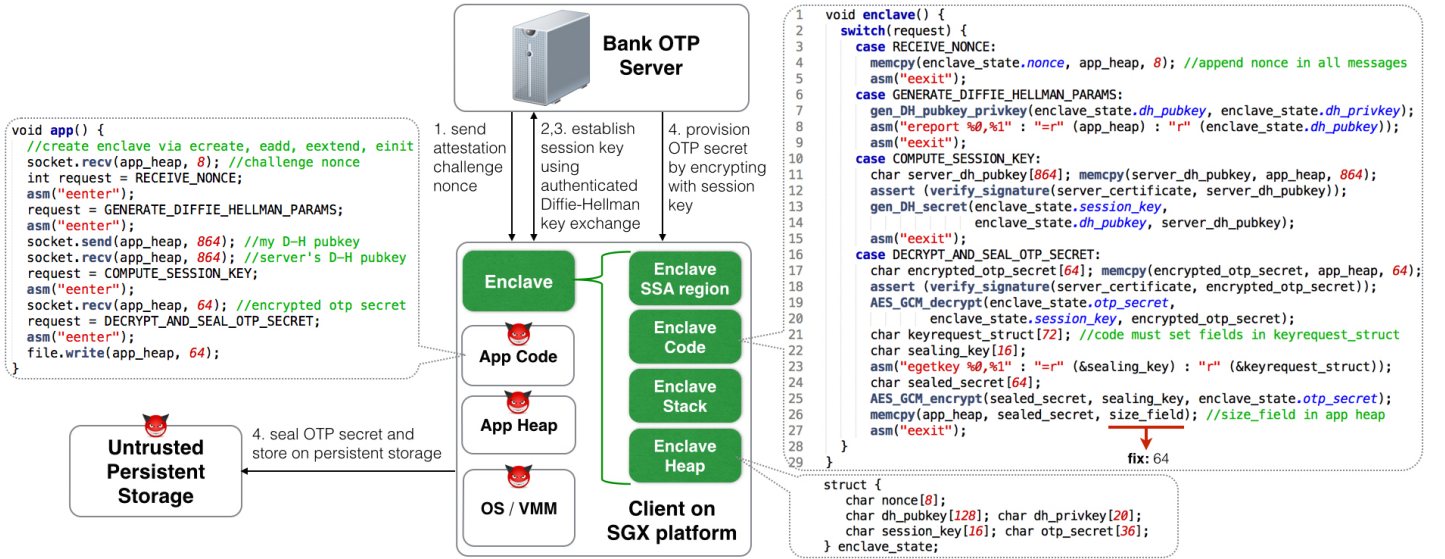 Bank OTP
Server
1. send
attestation
challenge
nonce
2,3. establish
session key
using
authenticated
Diffie-Hellman
key exchange
4. provision
OTP secret
by encrypting
with session
key
void app() {
//create enclave via ecreate, eadd, eextend, einit
socket.recv(app_heap, 8); //challenge nonce
int request = RECEIVE_NONCE;
asm("eenter");
request = GENERATE_DIFFIE_HELLMAN_PARAMS;
asm("eenter");
socket.send(app_heap, 864); //my D-H pubkey
socket.recv(app_heap, 864); //server's D-H pubkey
request = COMPUTE_SESSION_KEY;
asm("eenter");
socket.recv(app_heap, 64); //encrypted otp secret
request = DECRYPT_AND_SEAL_OTP_SECRET;
asm("eenter");
file.write(app_heap, 64);
}
Enclave
App Code
App Heap
OS / VMM
Enclave
SSA region
Enclave
Code
Enclave
Stack
Enclave
Heap
Client on
SGX platform
4. seal OTP secret and
store on persistent storage
Untrusted
Persistent
Storage
1 void enclave() {
2 switch(request) {
3 case RECEIVE_NONCE:
4 memcpy(enclave_state.nonce, app_heap, 8); //append nonce in all messages
5 asm("eexit");
6 case GENERATE_DIFFIE_HELLMAN_PARAMS:
7 gen_DH_pubkey_privkey(enclave_state.dh_pubkey, enclave_state.dh_privkey);
8 asm("ereport %0,%1" : "=r" (app_heap) : "r" (enclave_state.dh_pubkey));
9 asm("eexit");
10 case COMPUTE_SESSION_KEY:
11 char server_dh_pubkey[864]; memcpy(server_dh_pubkey, app_heap, 864);
12 assert (verify_signature(server_certificate, server_dh_pubkey));
13 gen_DH_secret(enclave_state.session_key,
14 enclave_state.dh_pubkey, server_dh_pubkey);
15 asm("eexit");
16 case DECRYPT_AND_SEAL_OTP_SECRET:
17 char encrypted_otp_secret[64]; memcpy(encrypted_otp_secret, app_heap, 64);
18 assert (verify_signature(server_certificate, encrypted_otp_secret));
19 AES_GCM_decrypt(enclave_state.otp_secret,
20 enclave_state.session_key, encrypted_otp_secret);
21 char keyrequest_struct[72]; //code must set fields in keyrequest_struct
22 char sealing_key[16];
23 asm("egetkey %0,%1" : "=r" (&sealing_key) : "r" (&keyrequest_struct));
24 char sealed_secret[64];
25 AES_GCM_encrypt(sealed_secret, sealing_key, enclave_state.otp_secret);
26 memcpy(app_heap, sealed_secret, size_field); //size_field in app heap
27 asm("eexit");
28 }
29 }
fix: 64
struct {
char nonce[8];
char dh_pubkey[128]; char dh_privkey[20];
char session_key[16]; char otp_secret[36];
} enclave_state;